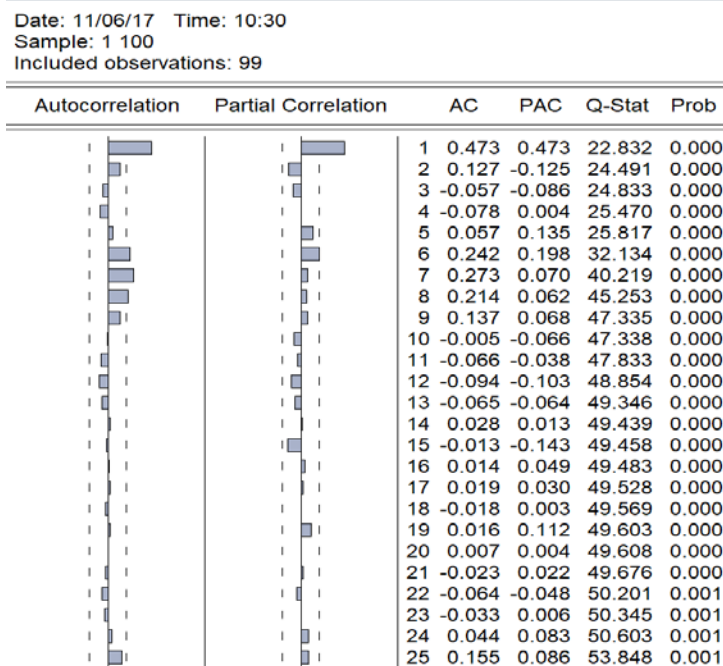 Date: 11/06/17 Time: 10:30
Sample: 1 100
Included observations: 99
Autocorrelation Partial Correlation AC PAC Q-Stat Prob
1 0.473 0.473 22.832 0.000
2 0.127 -0.125 24.491 0.000
3 -0.057 -0.086 24.833 0.000
4 -0.078 0.004 25.470 0.000
5 0.057 0.135 25.817 0.000
6 0.242 0.198 32.134 0.000
7 0.273 0.070 40.219 0.000
8 0.214 0.062 45.253 0.000
9 0.137 0.068 47.335 0.000
10 -0.005 -0.066 47.338 0.000
11 -0.066 -0.038 47.833 0.000
12 -0.094 -0.103 48.854 0.000
13 -0.065 -0.064 49.346 0.000
14 0.028 0.013 49.439 0.000
15 -0.013 -0.143 49.458 0.000
16 0.014 0.049 49.483 0.000
17 0.019 0.030 49.528 0.000
18 -0.018 0.003 49.569 0.000
19 0.016 0.112 49.603 0.000
20 0.007 0.004 49.608 0.000
21 -0.023 0.022 49.676 0.000
22 -0.064 -0.048 50.201 0.001
23 -0.033 0.006 50.345 0.001
24 0.044 0.083 50.603 0.001
25 0.155 0.086 53.848 0.001